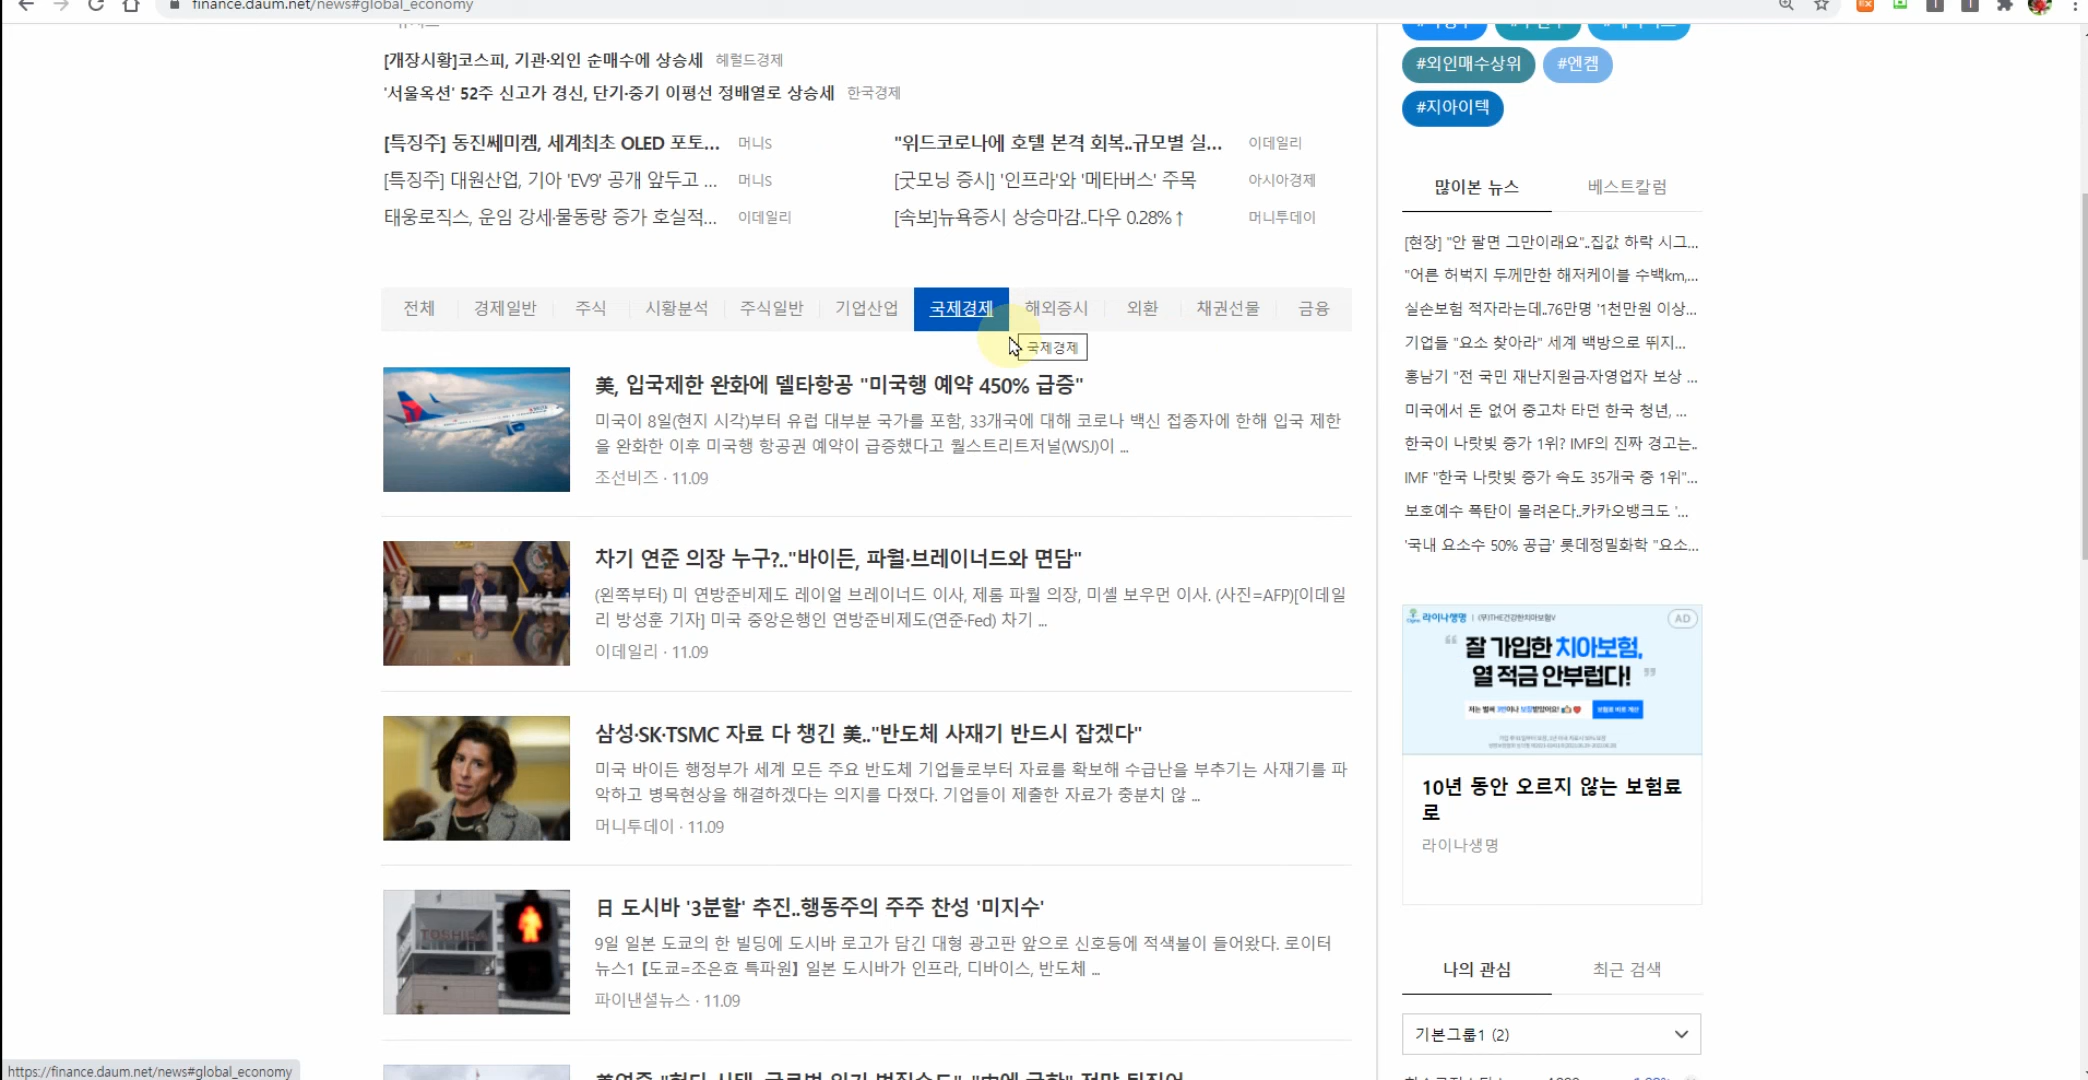 finance.daum.net/news#global_economy
[개장시황]코스피, 기관·외인 순매수에 상승세 헤럴드경제
'서울옥션' 52주 신고가 경신, 단기·중기 이평선 정배열로 상승세 한국경제
[특징주] 동진쎄미켐, 세계최초 OLED 포토... 머니S
[특징주] 대원산업, 기아 'EV9' 공개 앞두고 ... 머니S
태웅로직스, 운임 강세·물동량 증가 호실적... 이데일리
"위드코로나에 호텔 본격 회복..규모별 실... 이데일리
[굿모닝 증시] '인프라'와 '메타버스' 주목 아시아경제
[속보]뉴욕증시 상승마감..다우 0.28%↑ 머니투데이
전체 경제일반 주식 시황분석 주식일반 기업산업 국제경제 해외증시 외환 채권선물 금융
국제경제
美, 입국제한 완화에 델타항공 "미국행 예약 450% 급증"
미국이 8일(현지 시각)부터 유럽 대부분 국가를 포함, 33개국에 대해 코로나 백신 접종자에 한해 입국 제한
을 완화한 이후 미국행 항공권 예약이 급증했다고 월스트리트저널(WSJ)이 ...
조선비즈 · 11.09
차기 연준 의장 누구?.."바이든, 파월·브레이너드와 면담"
(왼쪽부터) 미 연방준비제도 레이얼 브레이너드 이사, 제롬 파월 의장, 미셸 보우먼 이사. (사진=AFP)[이데일
리 방성훈 기자] 미국 중앙은행인 연방준비제도(연준·Fed) 차기 ...
이데일리 · 11.09
삼성·SK·TSMC 자료 다 챙긴 美.."반도체 사재기 반드시 잡겠다"
미국 바이든 행정부가 세계 모든 주요 반도체 기업들로부터 자료를 확보해 수급난을 부추기는 사재기를 파
악하고 병목현상을 해결하겠다는 의지를 다졌다. 기업들이 제출한 자료가 충분치 않 ...
머니투데이 · 11.09
TOSHIBA
日 도시바 '3분할' 추진..행동주의 주주 찬성 '미지수'
9일 일본 도쿄의 한 빌딩에 도시바 로고가 담긴 대형 광고판 앞으로 신호등에 적색불이 들어왔다. 로이터
뉴스1 【도쿄=조은효 특파원】 일본 도시바가 인프라, 디바이스, 반도체 ...
파이낸셜뉴스 · 11.09
#외인매수상위 #엔켐
#지아이텍
많이본 뉴스 베스트칼럼
[현장] "안 팔면 그만이래요"..집값 하락 시그...
"어른 허벅지 두께만한 해저케이블 수백km,...
실손보험 적자라는데..76만명 '1천만원 이상...
기업들 "요소 찾아라" 세계 백방으로 뛰지...
홍남기 "전 국민 재난지원금·자영업자 보상 ...
미국에서 돈 없어 중고차 타던 한국 청년, ...
한국이 나랏빚 증가 1위? IMF의 진짜 경고는..
IMF "한국 나랏빚 증가 속도 35개국 중 1위"...
보호예수 폭탄이 몰려온다..카카오뱅크도 '...
'국내 요소수 50% 공급' 롯데정밀화학 "요소...
라이나생명
AD
“ 잘 가입한 치아보험,
열 적금 안부럽다! ”
10년 동안 오르지 않는 보험료
로
라이나생명
나의 관심 최근 검색
기본그룹1 (2)
https://finance.daum.net/news#global_economy